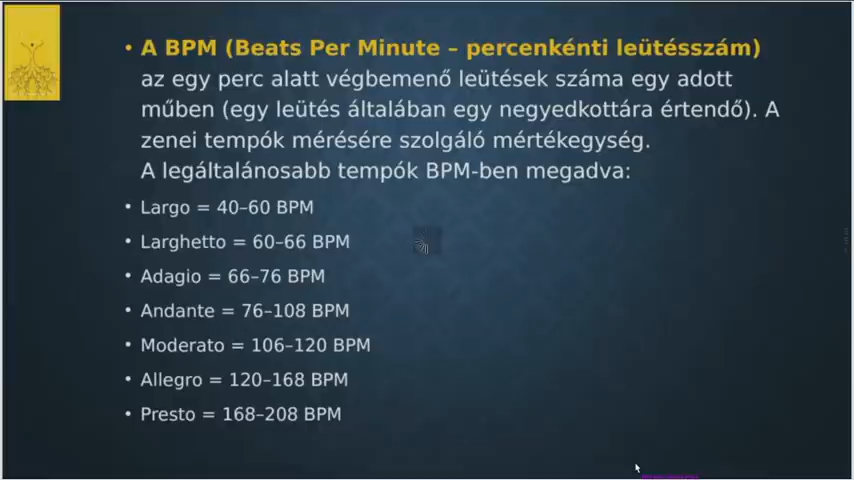 • A BPM (Beats Per Minute – percenkénti leütésszám)
az egy perc alatt végbemenő leütések száma egy adott
műben (egy leütés általában egy negyedkottára értendő). A
zenei tempók mérésére szolgáló mértékegység.
A legáltalánosabb tempók BPM-ben megadva:
• Largo = 40–60 BPM
• Larghetto = 60–66 BPM
• Adagio = 66–76 BPM
• Andante = 76–108 BPM
• Moderato = 106–120 BPM
• Allegro = 120–168 BPM
• Presto = 168–208 BPM